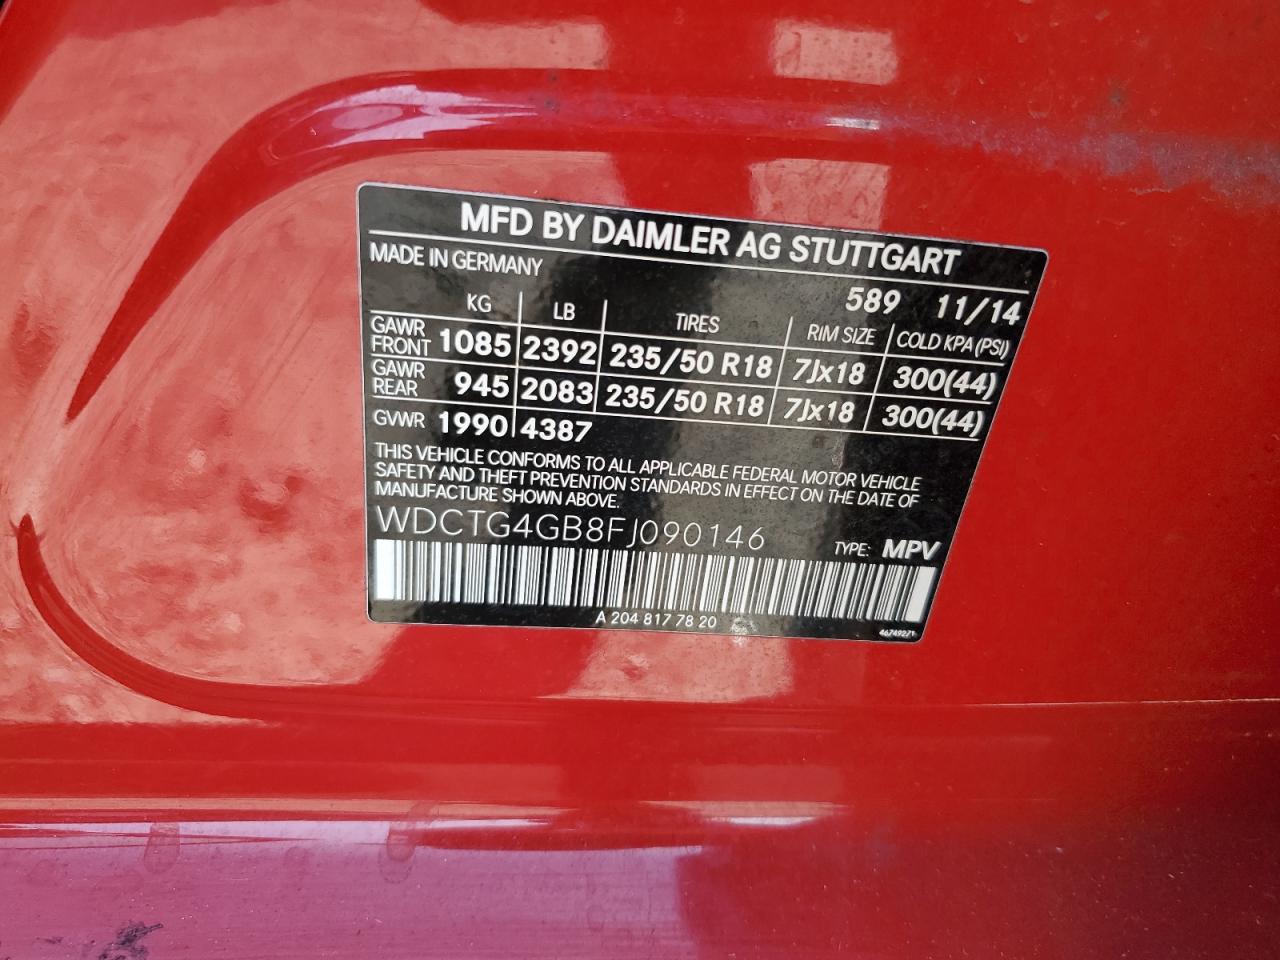 MFD BY DAIMLER AG STUTTGART
MADE IN GERMANY
589 11/14
KG LB TIRES RIM SIZE COLD KPA (PSI)
GAWR FRONT 1085 2392 235/50 R18 7Jx18 300(44)
GAWR REAR 945 2083 235/50 R18 7Jx18 300(44)
GVWR 1990 4387
THIS VEHICLE CONFORMS TO ALL APPLICABLE FEDERAL MOTOR VEHICLE
SAFETY AND THEFT PREVENTION STANDARDS IN EFFECT ON THE DATE OF
MANUFACTURE SHOWN ABOVE.
WDCTG4GB8FJ090146
TYPE: MPV
A 204 817 78 20
46749271